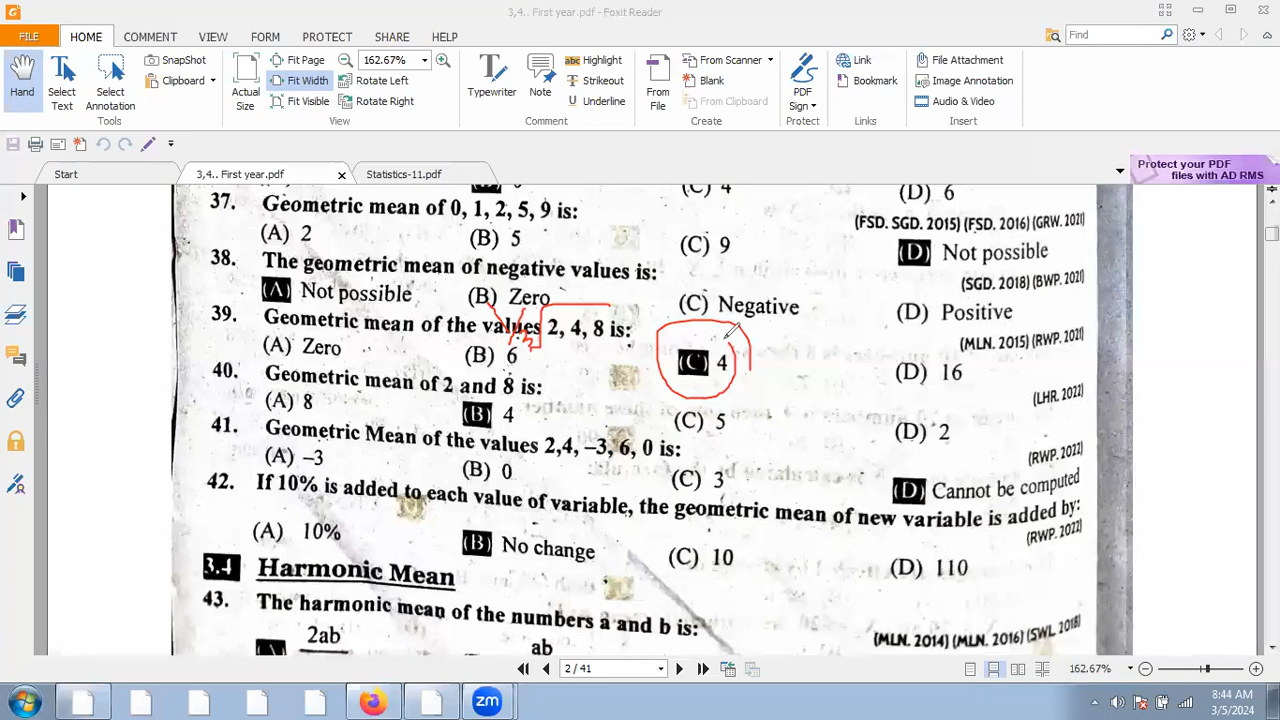 3,4.. First year.pdf - Foxit Reader
FILE HOME COMMENT VIEW FORM PROTECT SHARE HELP Find
Hand Select Text Select Annotation SnapShot Clipboard Actual Size Fit Page Fit Width Fit Visible 162.67% Rotate Left Rotate Right Typewriter Note Highlight Strikeout Underline From File From Scanner Blank From Clipboard PDF Sign Link Bookmark File Attachment Image Annotation Audio & Video
Tools View Comment Create Protect Links Insert
Start 3,4.. First year.pdf Statistics-11.pdf Protect your PDF files with AD RMS
(C) 4 (D) 6
37. Geometric mean of 0, 1, 2, 5, 9 is: (FSD. SGD. 2015) (FSD. 2016) (GRW. 2021)
(A) 2 (B) 5 (C) 9 (D) Not possible
38. The geometric mean of negative values is: (SGD. 2018) (BWP. 2021)
(A) Not possible (B) Zero (C) Negative (D) Positive
39. Geometric mean of the values 2, 4, 8 is: (MLN. 2015) (RWP. 2022)
(A) Zero (B) 6 (C) 4 (D) 16
40. Geometric mean of 2 and 8 is: (LHR. 2022)
(A) 8 (B) 4 (C) 5 (D) 2
41. Geometric Mean of the values 2,4, –3, 6, 0 is: (RWP. 2022)
(A) –3 (B) 0 (C) 3 (D) Cannot be computed
42. If 10% is added to each value of variable, the geometric mean of new variable is added by: (RWP. 2022)
(A) 10% (B) No change (C) 10 (D) 110
3.4 Harmonic Mean
43. The harmonic mean of the numbers a and b is: (MLN. 2014) (MLN. 2016) (SWL 2018)
2ab ab
2 / 41 162.67%
zm 8:44 AM
3/5/2024